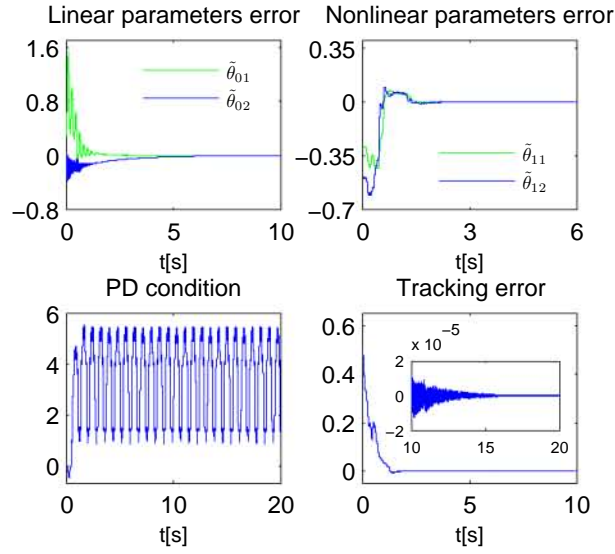 Linear parameters error
1.6
0.8
0
−0.8
0 5 10
t[s]
θ̃01
θ̃02
Nonlinear parameters error
0.35
0
−0.35
−0.7
0 3 6
t[s]
θ̃11
θ̃12
PD condition
6
4
2
0
0 10 20
t[s]
Tracking error
0.6
0.4
0.2
0
0 5 10
t[s]
x 10⁻⁵
2
0
−2
10 15 20